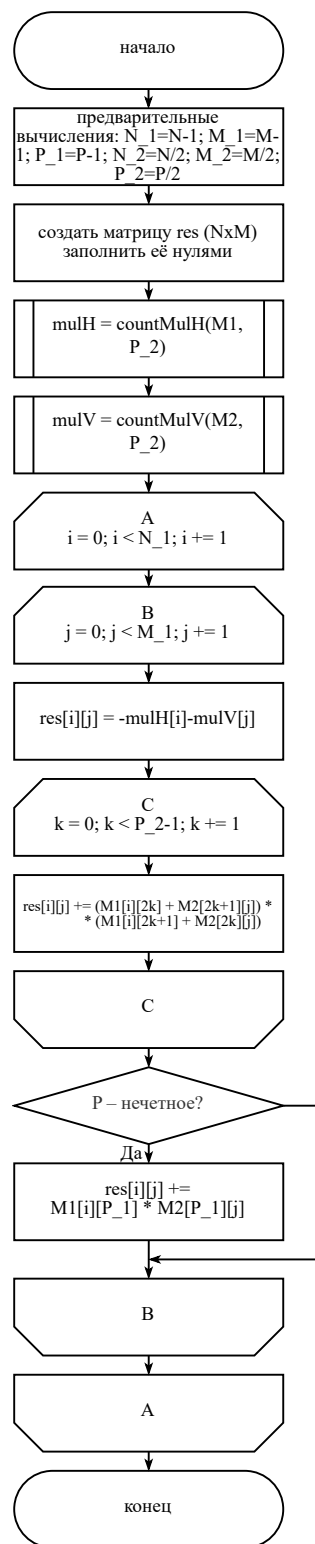 начало
предварительные
вычисления: N_1=N-1; M_1=M-
1; P_1=P-1; N_2=N/2; M_2=M/2;
P_2=P/2
создать матрицу res (NxM)
заполнить её нулями
mulH = countMulH(M1,
P_2)
mulV = countMulV(M2,
P_2)
A
i = 0; i < N_1; i += 1
B
j = 0; j < M_1; j += 1
res[i][j] = -mulH[i]-mulV[j]
C
k = 0; k < P_2-1; k += 1
res[i][j] += (M1[i][2k] + M2[2k+1][j]) *
* (M1[i][2k+1] + M2[2k][j])
C
P – нечетное?
Да
res[i][j] +=
M1[i][P_1] * M2[P_1][j]
B
A
конец